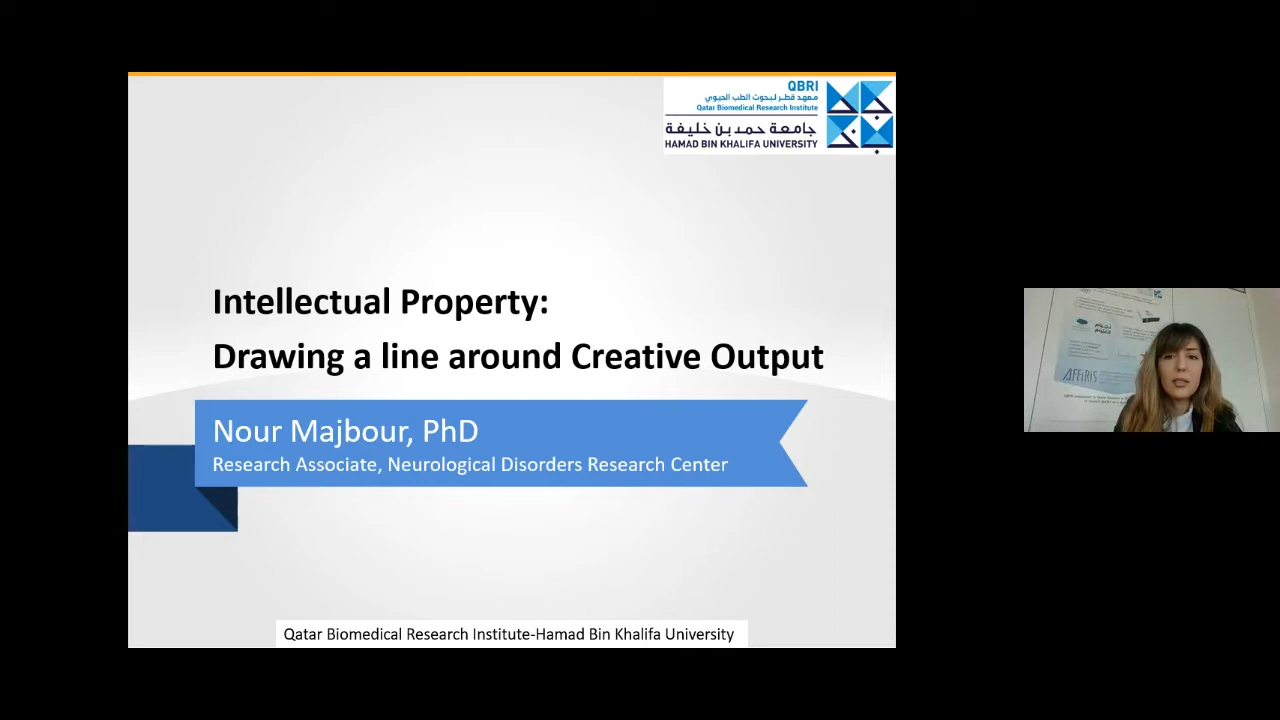 QBRI
معهد قطر لبحوث الطب الحيوي
Qatar Biomedical Research Institute
جامعة حمد بن خليفة
HAMAD BIN KHALIFA UNIVERSITY
Intellectual Property:
Drawing a line around Creative Output
Nour Majbour, PhD
Research Associate, Neurological Disorders Research Center
Qatar Biomedical Research Institute-Hamad Bin Khalifa University
AFFiRiS